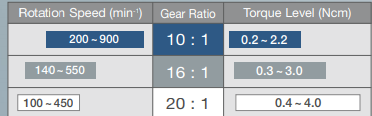 Rotation Speed (min⁻¹) Gear Ratio Torque Level (Ncm)
200 ~ 900 10 : 1 0.2 ~ 2.2
140 ~ 550 16 : 1 0.3 ~ 3.0
100 ~ 450 20 : 1 0.4 ~ 4.0